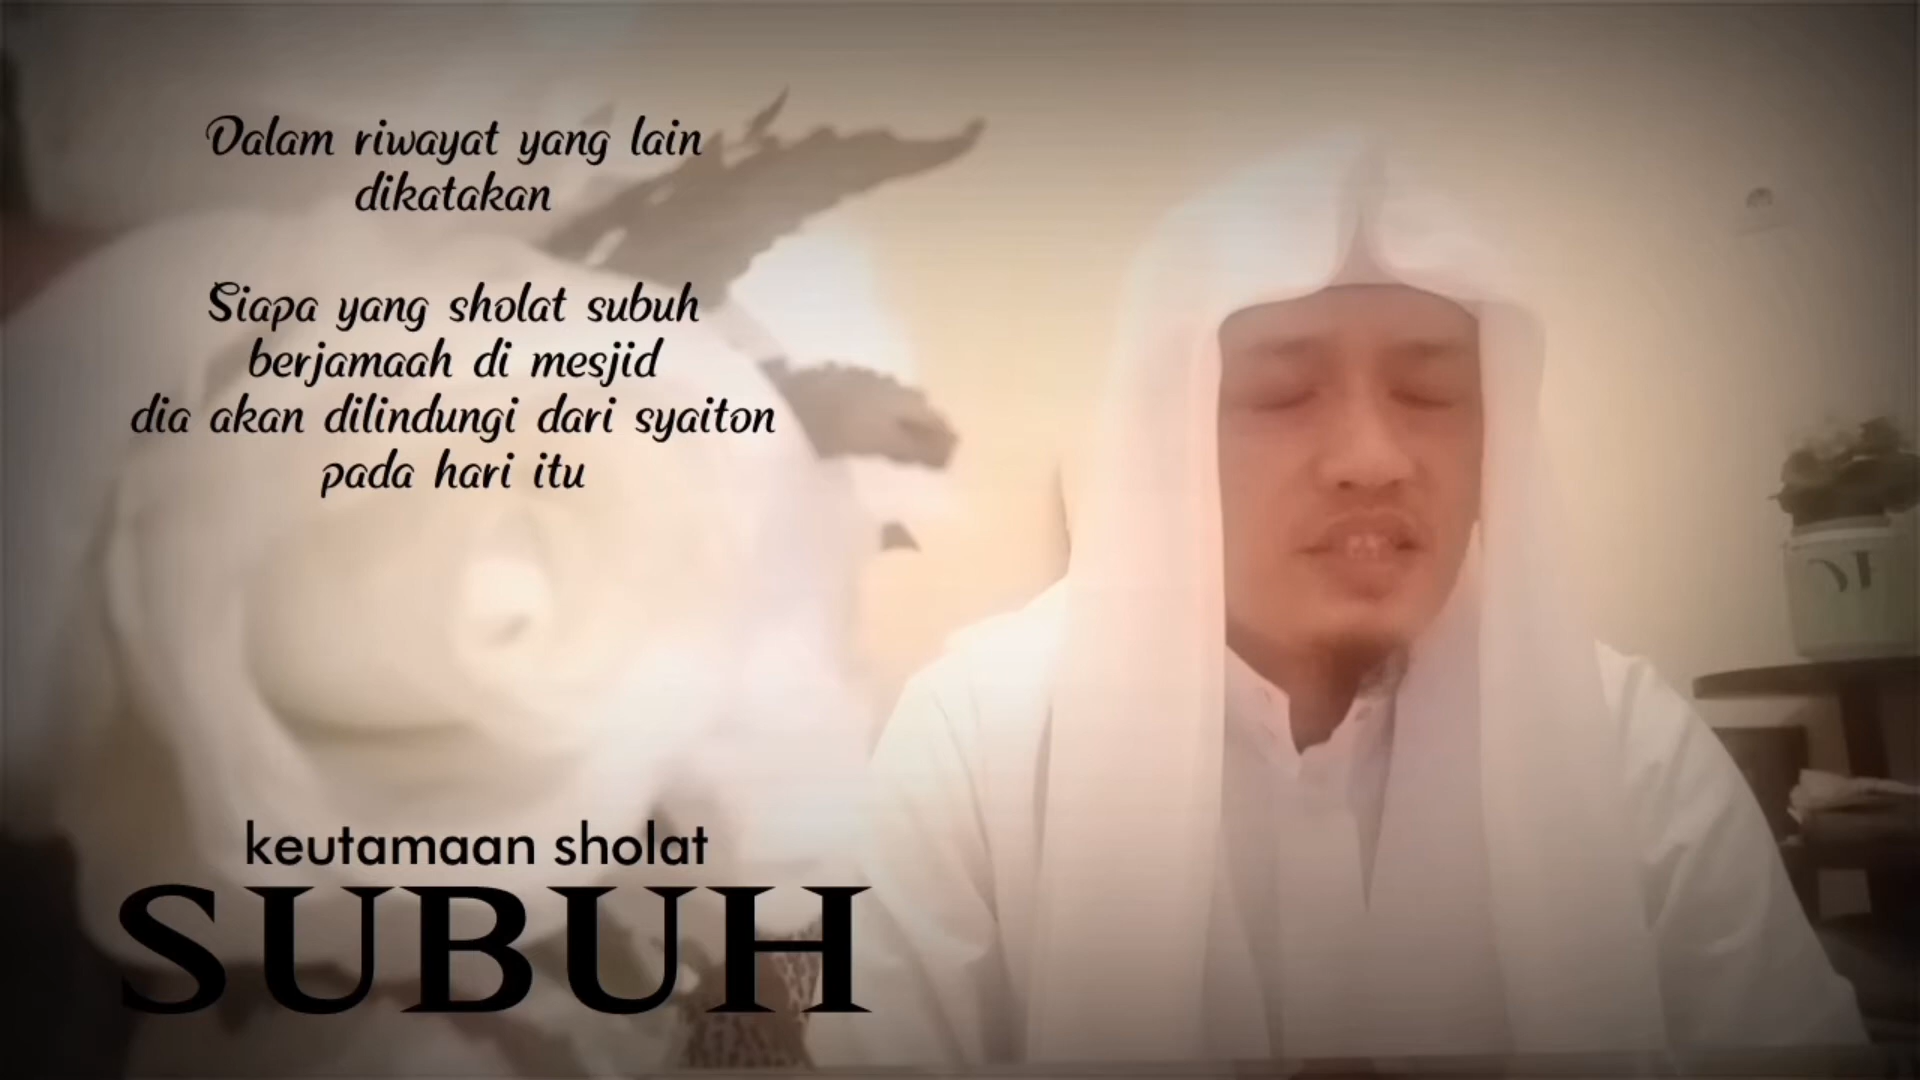 Dalam riwayat yang lain
dikatakan
Siapa yang sholat subuh
berjamaah di mesjid
dia akan dilindungi dari syaiton
pada hari itu
keutamaan sholat
SUBUH